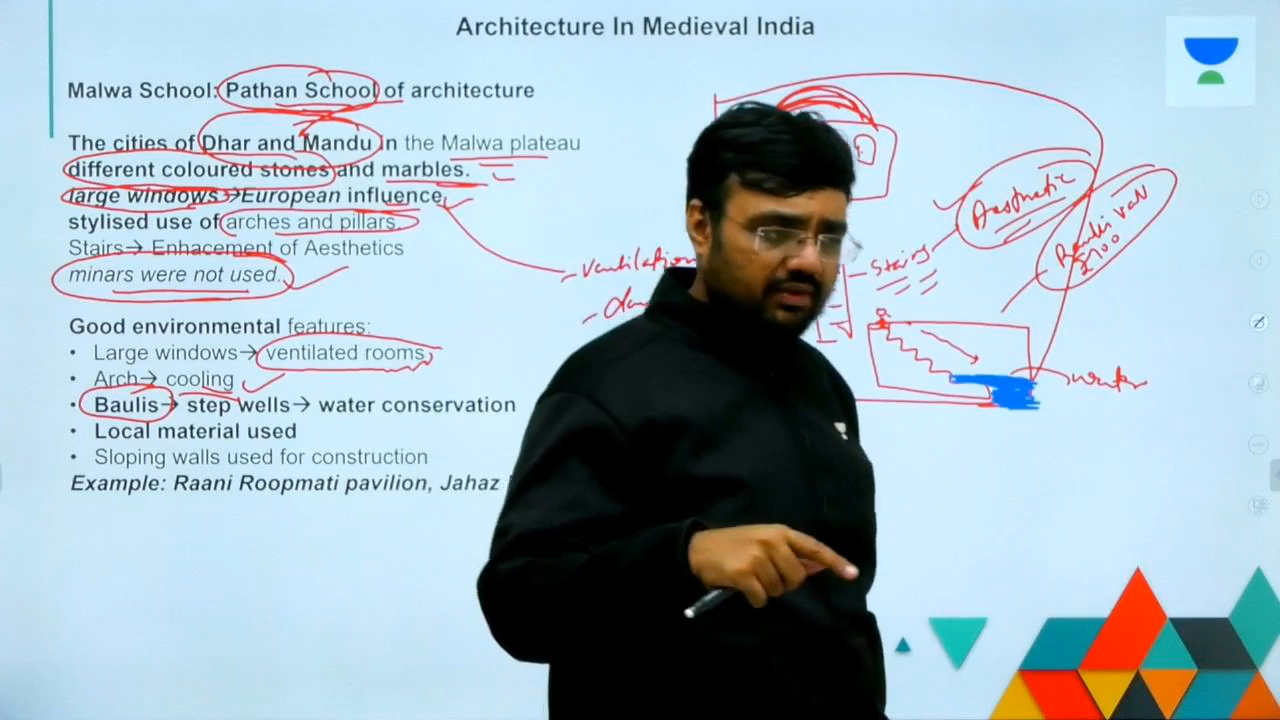 Architecture In Medieval India
Malwa School: Pathan School of architecture
The cities of Dhar and Mandu in the Malwa plateau
different coloured stones and marbles.
large windows→European influence,
stylised use of arches and pillars.
Stairs→ Enhacement of Aesthetics
minars were not used.
Good environmental features:
• Large windows→ ventilated rooms,
• Arch→ cooling
• Baulis→ step wells→ water conservation
• Local material used
• Sloping walls used for construction
Example: Raani Roopmati pavilion, Jahaz
- ventilation
- Stairs
Aesthetic
water